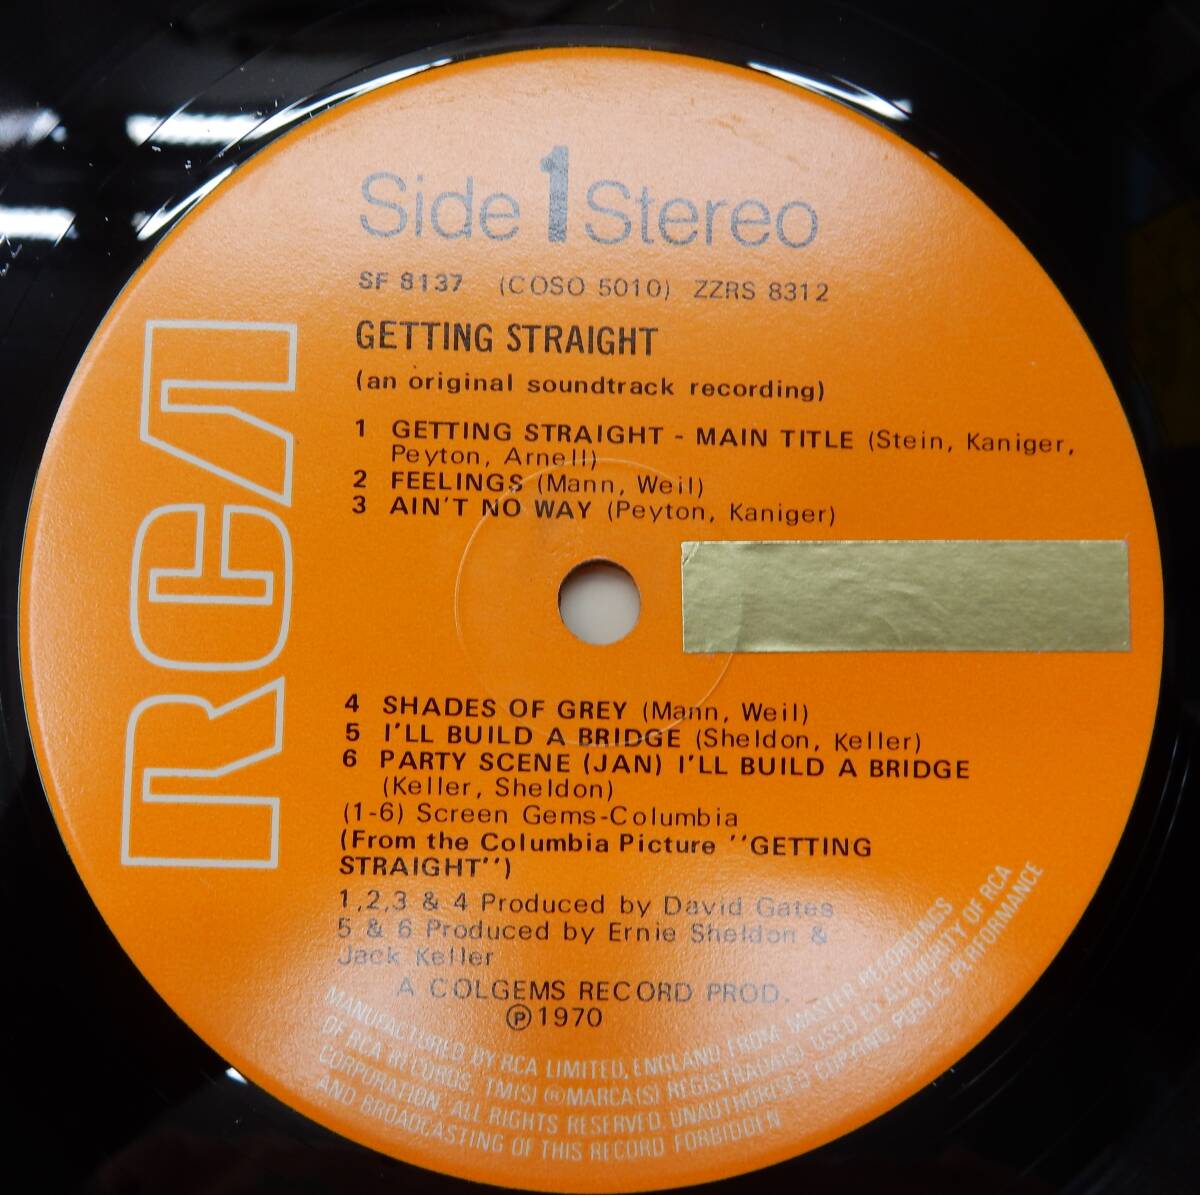 Side 1 Stereo
SF 8137 (COSO 5010) ZZRS 8312
GETTING STRAIGHT
(an original soundtrack recording)
1 GETTING STRAIGHT - MAIN TITLE (Stein, Kaniger,
Peyton, Arnell)
2 FEELINGS (Mann, Weil)
3 AIN'T NO WAY (Peyton, Kaniger)
RCA
4 SHADES OF GREY (Mann, Weil)
5 I'LL BUILD A BRIDGE (Sheldon, Keller)
6 PARTY SCENE (JAN) I'LL BUILD A BRIDGE
(Keller, Sheldon)
(1-6) Screen Gems-Columbia
(From the Columbia Picture ''GETTING
STRAIGHT'')
1,2,3 & 4 Produced by David Gates
5 & 6 Produced by Ernie Sheldon &
Jack Keller
A COLGEMS RECORD PROD.
℗ 1970
MANUFACTURED BY RCA LIMITED, ENGLAND FROM MASTER RECORDINGS
OF RCA RECORDS. TM(S) ® MARCA(S) REGISTRADA(S) USED BY AUTHORITY OF RCA
CORPORATION. ALL RIGHTS RESERVED. UNAUTHORISED COPYING, PUBLIC PERFORMANCE
AND BROADCASTING OF THIS RECORD FORBIDDEN